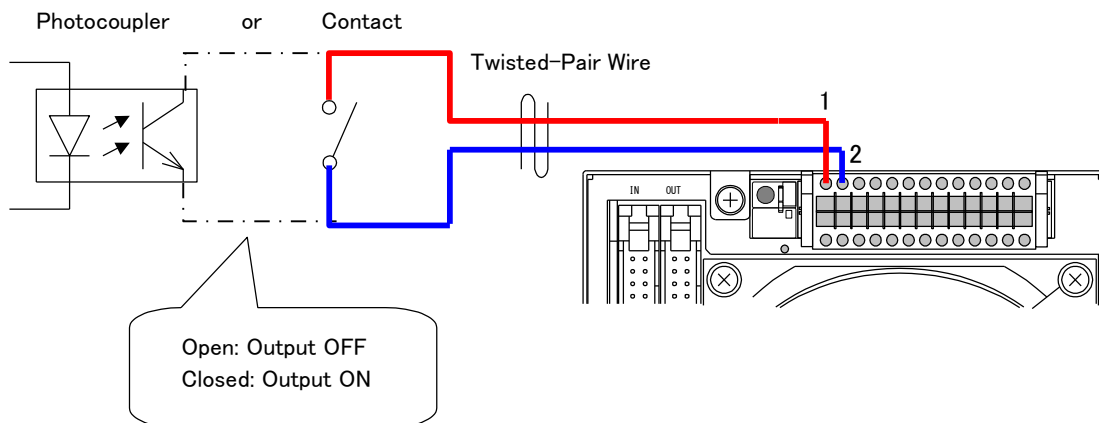 Photocoupler or Contact
Twisted-Pair Wire
1
2
IN OUT
Open: Output OFF
Closed: Output ON